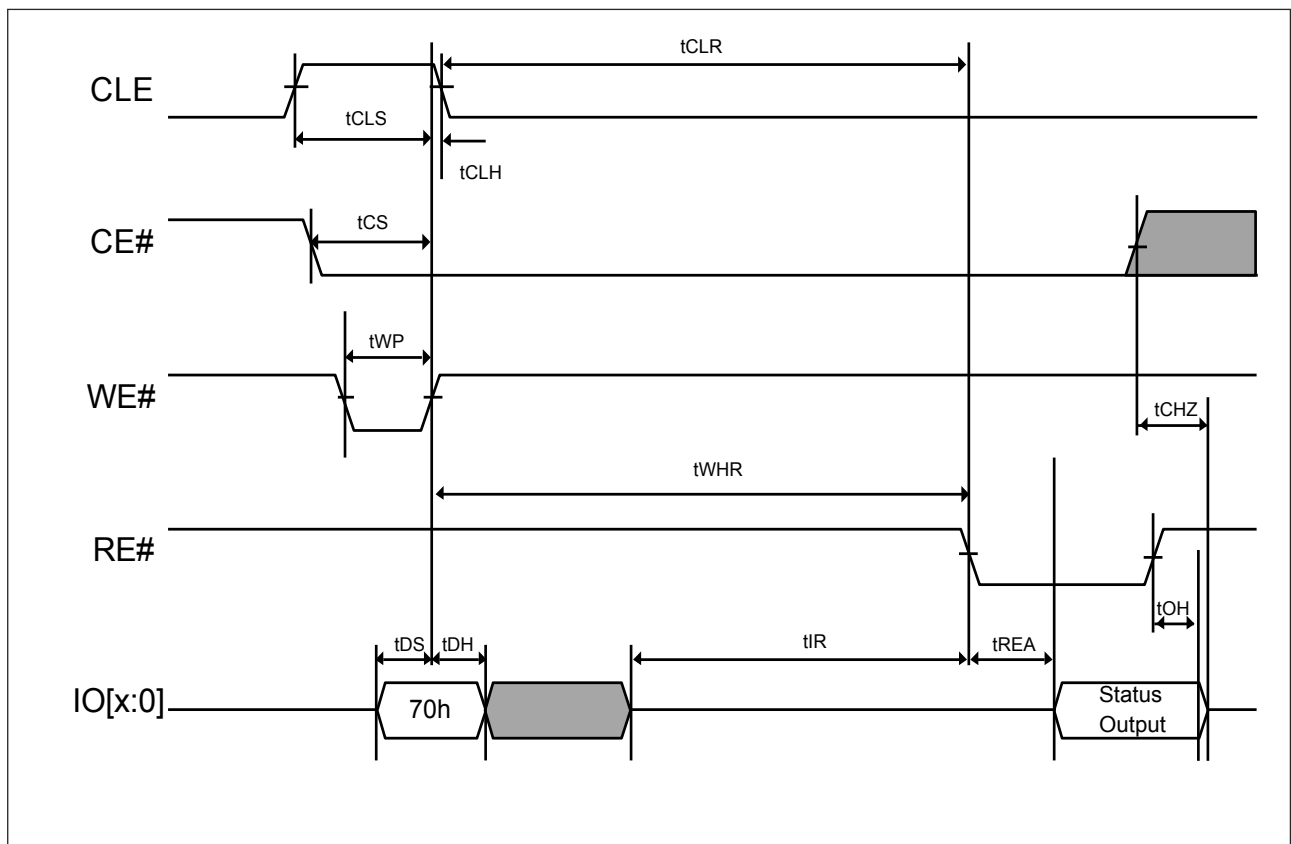 tCLR
CLE
tCLS
tCLH
tCS
CE#
tWP
WE#
tCHZ
tWHR
RE#
tOH
tDS
tDH
tIR
tREA
IO[x:0]
70h
Status
Output